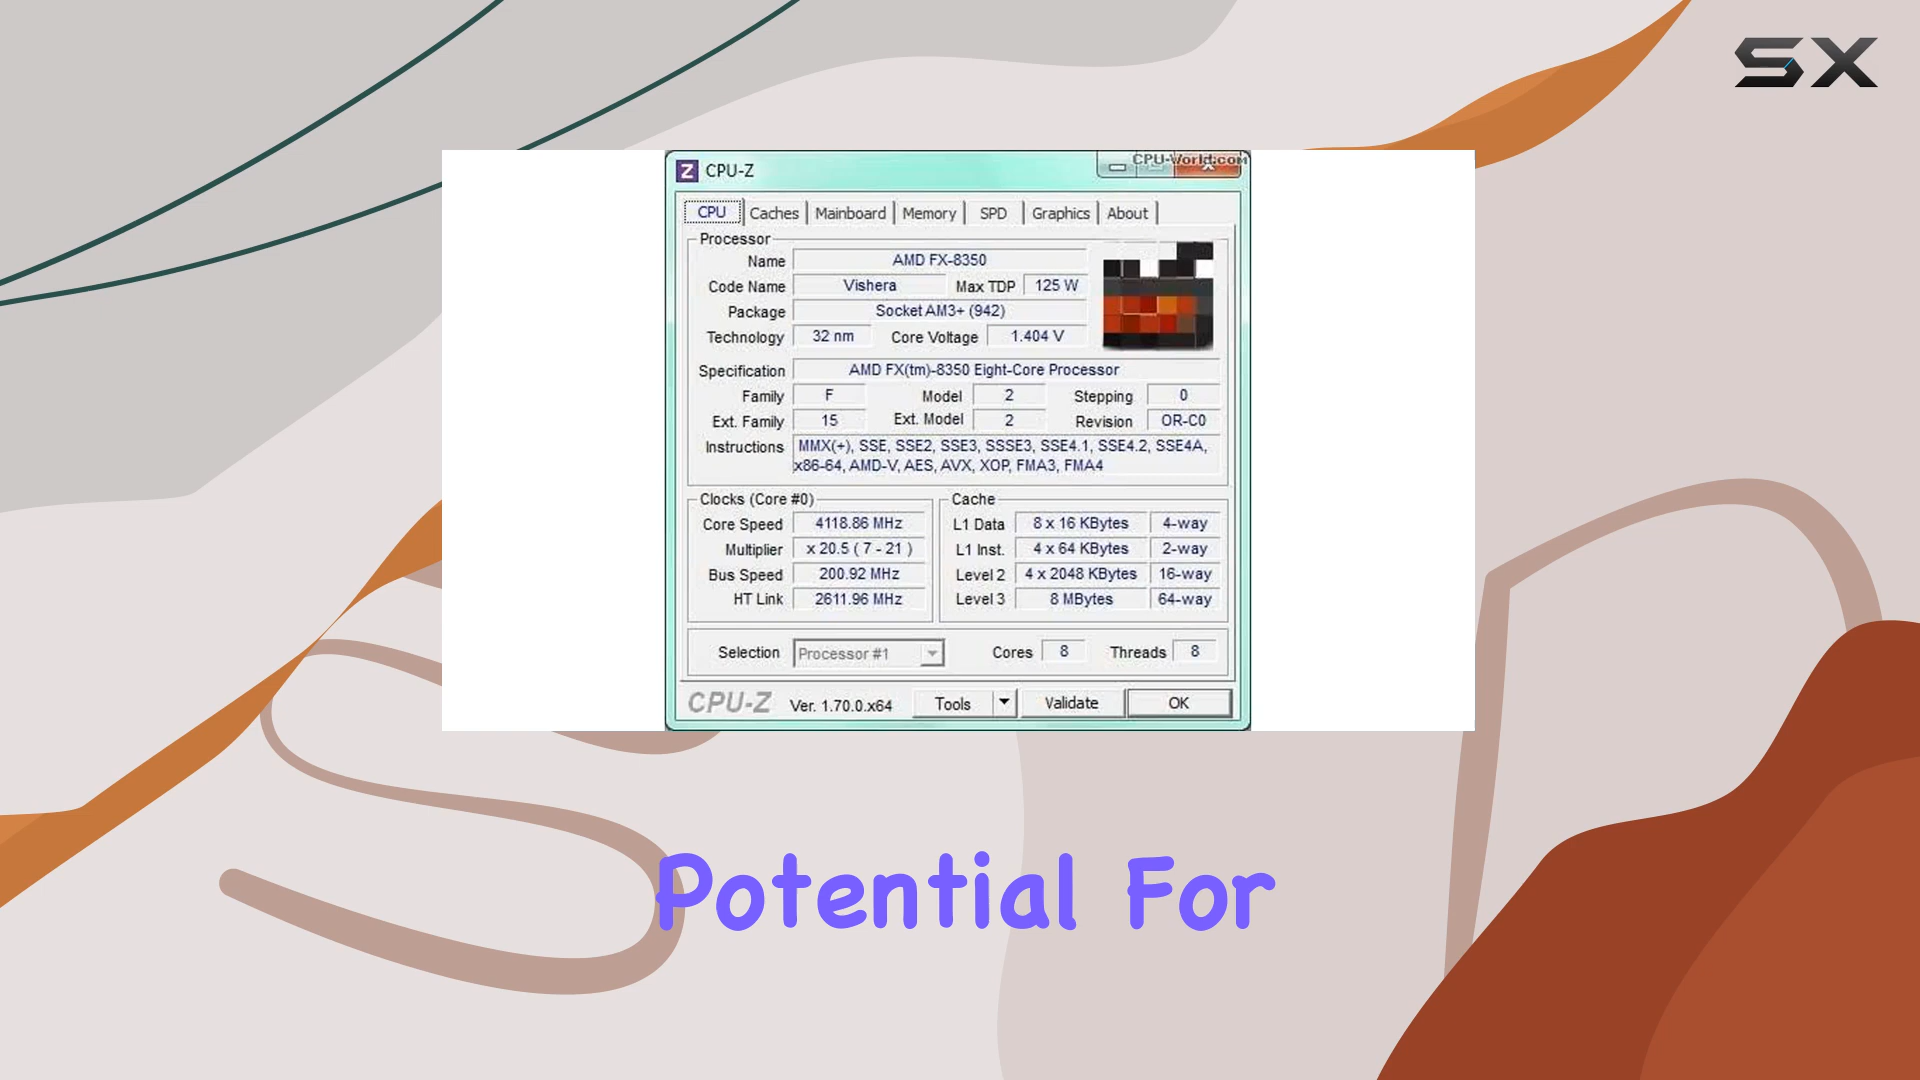 SX
CPU-World.com
Z CPU-Z
CPU Caches Mainboard Memory SPD Graphics About
Processor
Name AMD FX-8350
Code Name Vishera Max TDP 125 W
Package Socket AM3+ (942)
Technology 32 nm Core Voltage 1.404 V
Specification AMD FX(tm)-8350 Eight-Core Processor
Family F Model 2 Stepping 0
Ext. Family 15 Ext. Model 2 Revision OR-C0
Instructions MMX(+), SSE, SSE2, SSE3, SSSE3, SSE4.1, SSE4.2, SSE4A,
x86-64, AMD-V, AES, AVX, XOP, FMA3, FMA4
Clocks (Core #0) Cache
Core Speed 4118.86 MHz L1 Data 8 x 16 KBytes 4-way
Multiplier x 20.5 ( 7 - 21 ) L1 Inst. 4 x 64 KBytes 2-way
Bus Speed 200.92 MHz Level 2 4 x 2048 KBytes 16-way
HT Link 2611.96 MHz Level 3 8 MBytes 64-way
Selection Processor #1 Cores 8 Threads 8
CPU-Z Ver. 1.70.0.x64 Tools Validate OK
Potential For